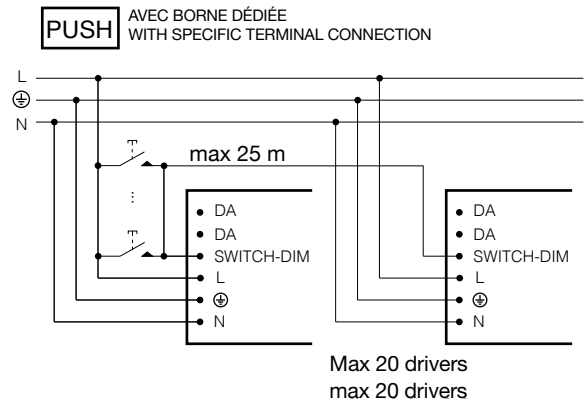 PUSH
AVEC BORNE DÉDIÉE
WITH SPECIFIC TERMINAL CONNECTION
L
N
max 25 m
DA
DA
SWITCH-DIM
L
N
DA
DA
SWITCH-DIM
L
N
Max 20 drivers
max 20 drivers